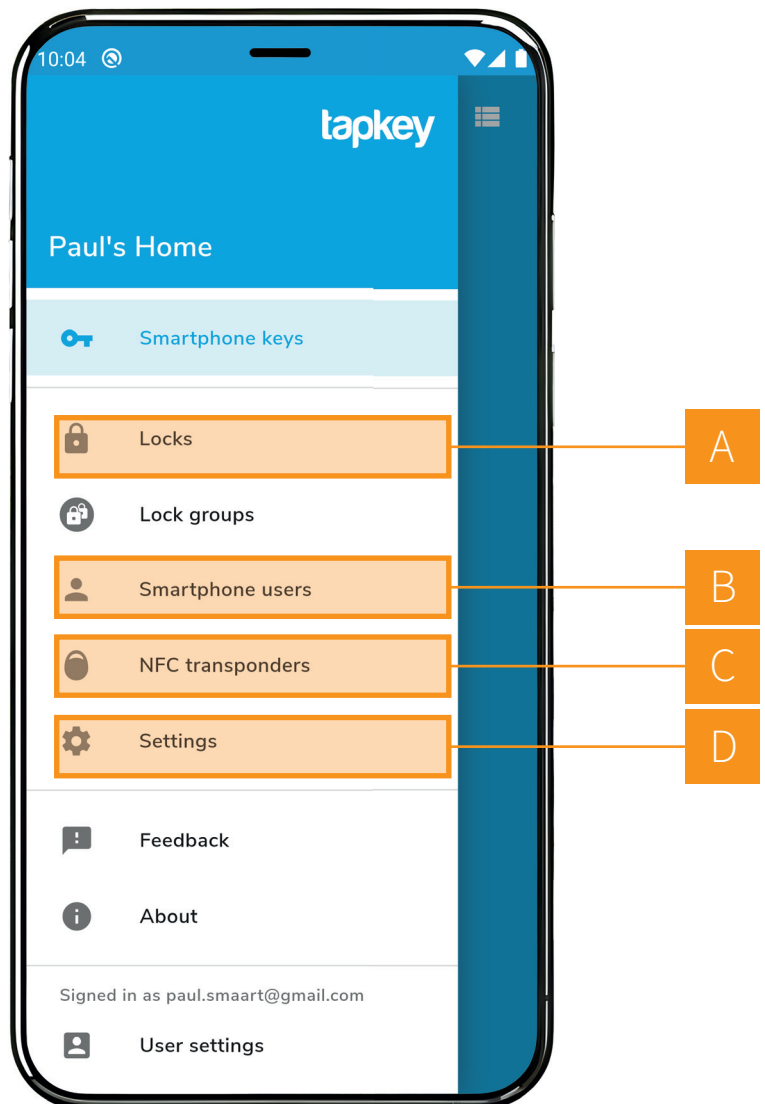 10:04
tapkey
Paul's Home
Smartphone keys
Locks
A
Lock groups
Smartphone users
B
NFC transponders
C
Settings
D
Feedback
About
Signed in as paul.smaart@gmail.com
User settings